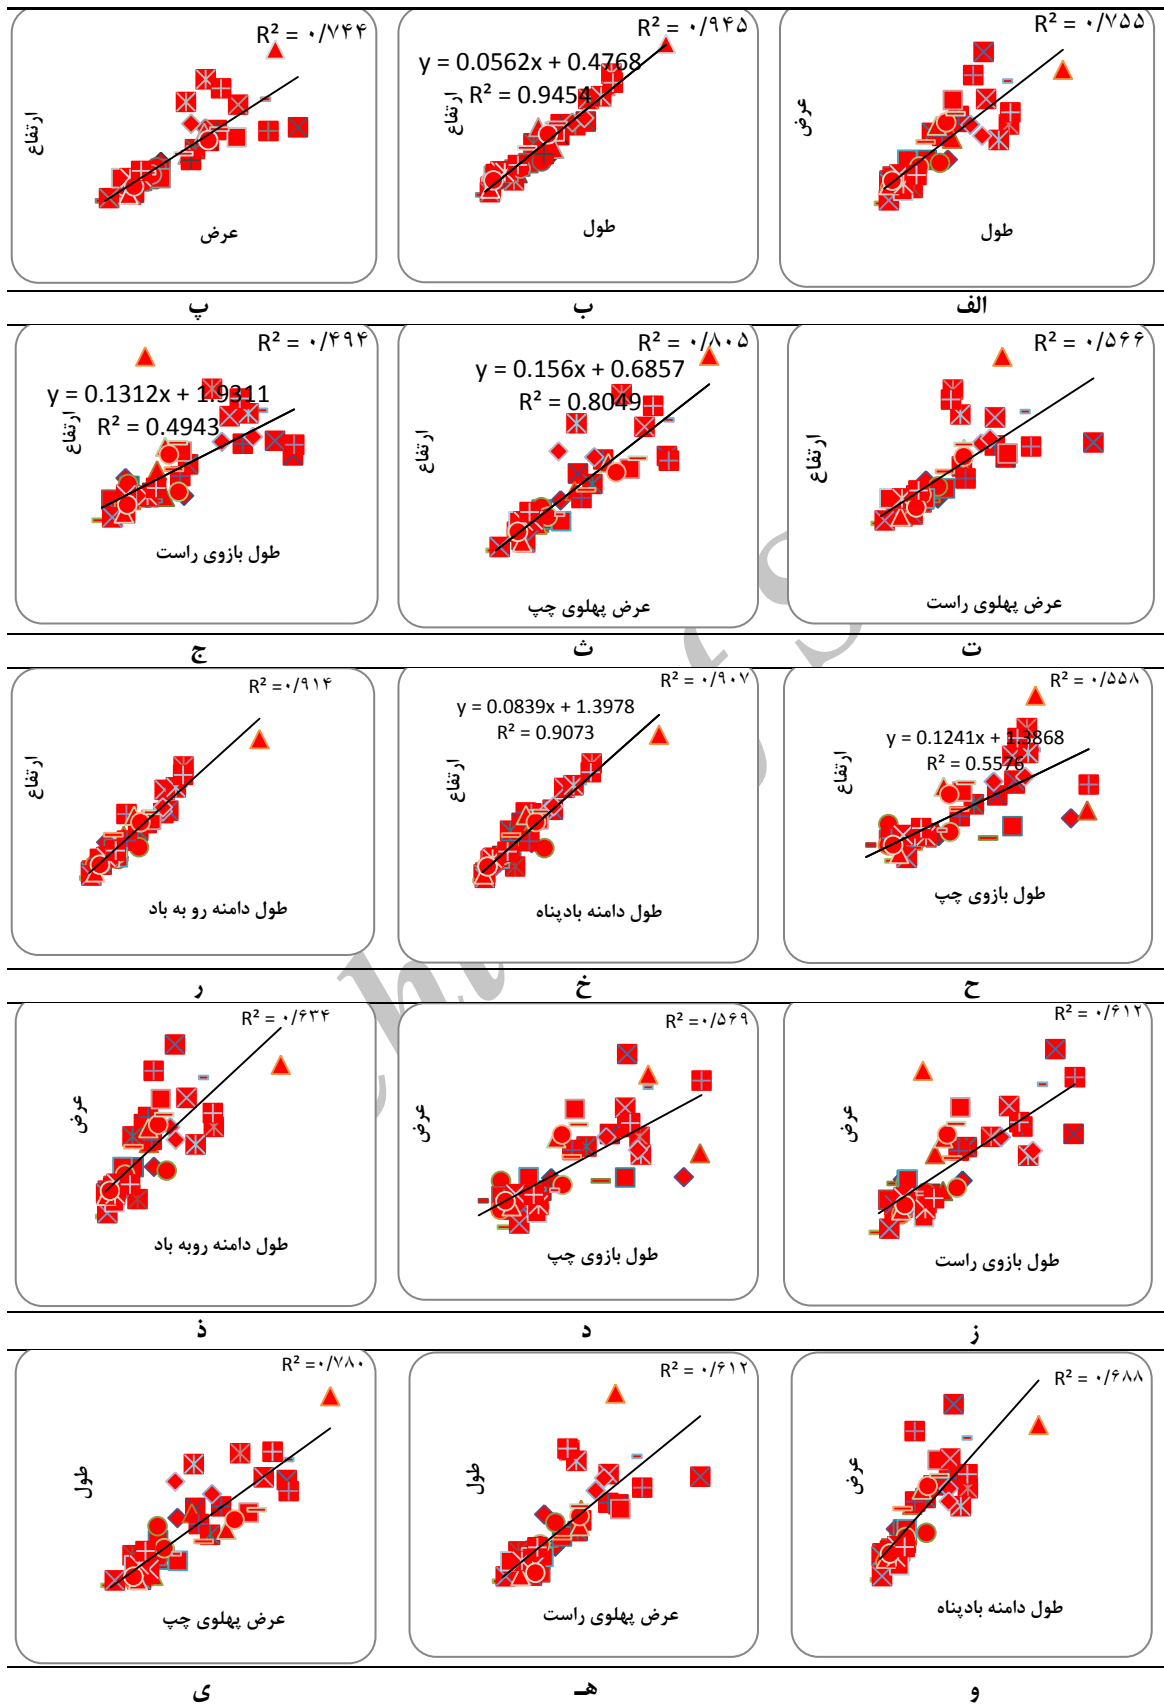 R² = ۰/۷۵۵
عرض
طول
الف
R² = ۰/۹۴۵
y = 0.0562x + 0.4768
R² = 0.9454
ارتفاع
طول
ب
R² = ۰/۷۴۴
ارتفاع
عرض
پ
R² = ۰/۵۶۶
ارتفاع
عرض پهلوی راست
ت
R² = ۰/۸۰۵
y = 0.156x + 0.6857
R² = 0.8049
ارتفاع
عرض پهلوی چپ
ث
R² = ۰/۴۹۴
y = 0.1312x + 1.9311
R² = 0.4943
ارتفاع
طول بازوی راست
ج
R² = ۰/۵۵۸
y = 0.1241x + 1.3868
R² = 0.5576
ارتفاع
طول بازوی چپ
ح
R² = ۰/۹۰۷
y = 0.0839x + 1.3978
R² = 0.9073
ارتفاع
طول دامنه بادپناه
خ
R² =۰/۹۱۴
ارتفاع
طول دامنه رو به باد
ر
R² = ۰/۶۱۲
عرض
طول بازوی راست
ز
R² =۰/۵۶۹
عرض
طول بازوی چپ
د
R² = ۰/۶۳۴
عرض
طول دامنه روبه باد
ذ
R² = ۰/۶۸۸
عرض
طول دامنه بادپناه
و
R² = ۰/۶۱۲
طول
عرض پهلوی راست
هـ
R² =۰/۷۸۰
طول
عرض پهلوی چپ
ی